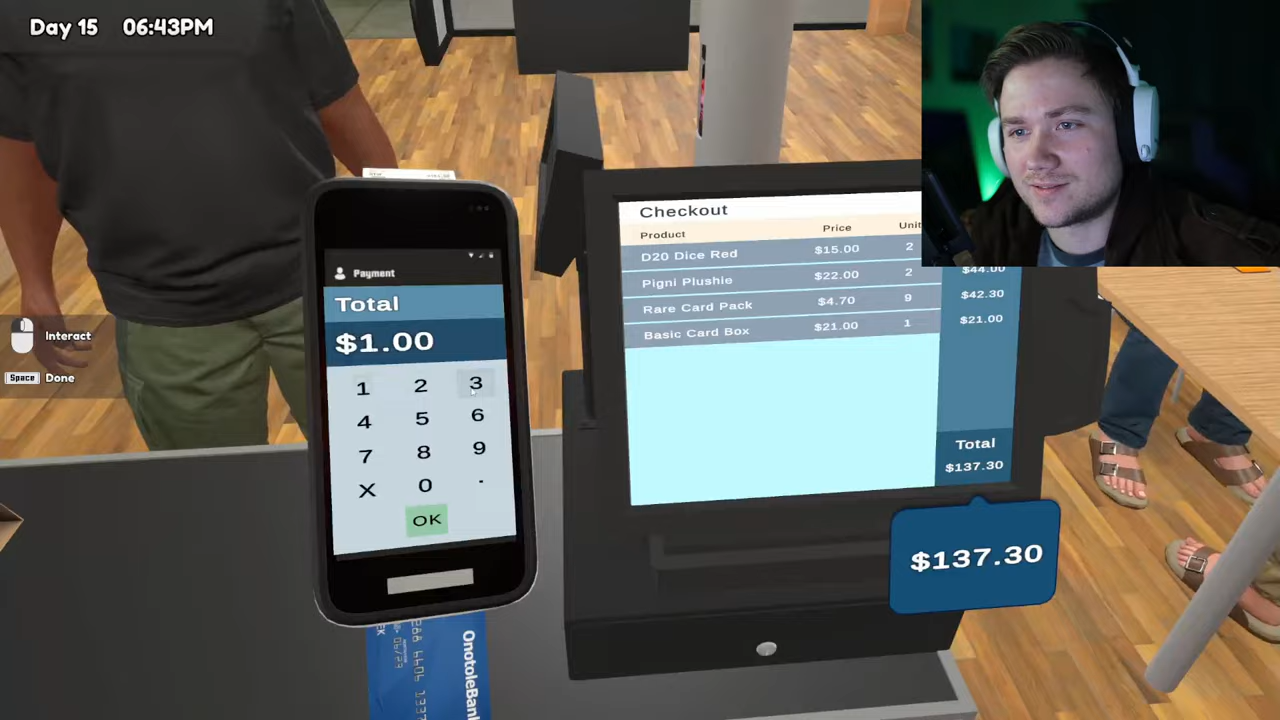 Day 15 06:43PM
Interact
Space Done
Payment
Total
$1.00
1 2 3
4 5 6
7 8 9
X 0 .
OK
Checkout
Product Price Unit
D20 Dice Red $15.00 2
Pigni Plushie $22.00 2 $44.00
Rare Card Pack $4.70 9 $42.30
Basic Card Box $21.00 1 $21.00
Total
$137.30
$137.30
OnotoleBank